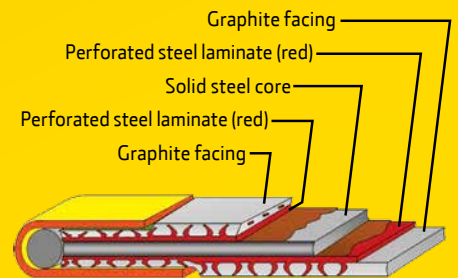 Graphite facing
Perforated steel laminate (red)
Solid steel core
Perforated steel laminate (red)
Graphite facing